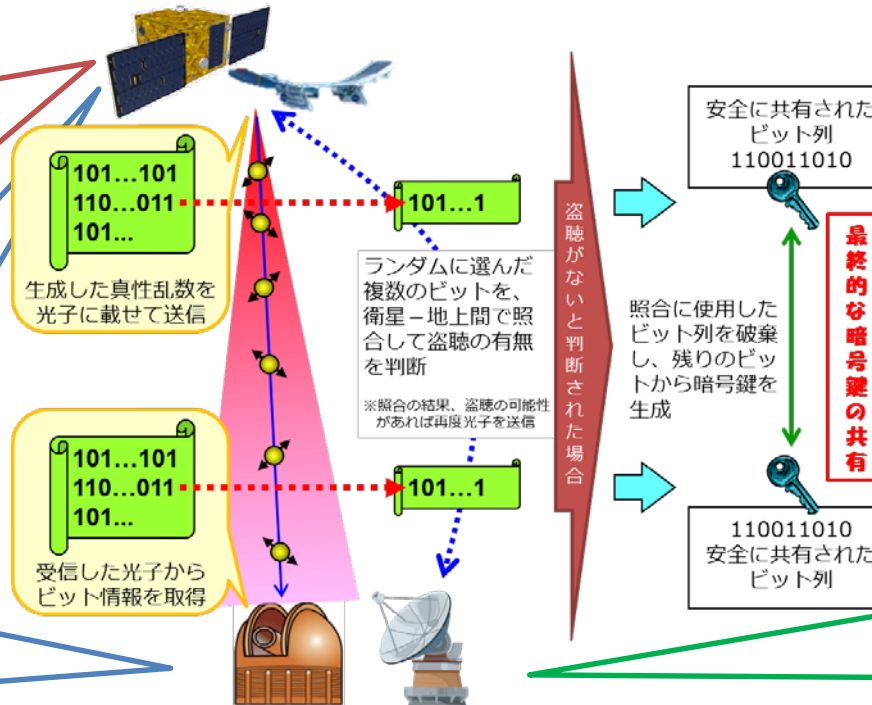 101...101
110...011
101...
生成した真性乱数を
光子に載せて送信
101...1
ランダムに選んだ
複数のビットを、
衛星－地上間で照
合して盗聴の有無
を判断
※照合の結果、盗聴の可能性
があれば再度光子を送信
101...101
110...011
101...
受信した光子から
ビット情報を取得
101...1
盗聴がないと判断された場合
安全に共有された
ビット列
110011010
照合に使用した
ビット列を破棄
し、残りのビッ
トから暗号鍵を
生成
最終的な暗号鍵の共有
110011010
安全に共有された
ビット列